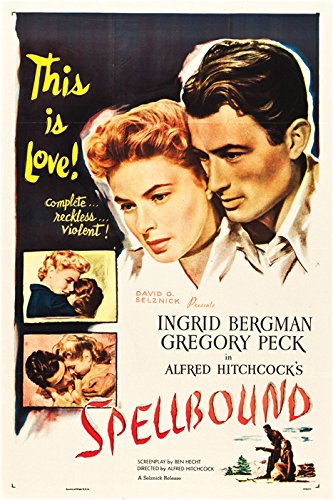 This
is
Love!
complete...
reckless...
violent!
DAVID O.
SELZNICK
Presents
INGRID BERGMAN
GREGORY PECK
in
ALFRED HITCHCOCK'S
SPELLBOUND
SCREENPLAY BY BEN HECHT
DIRECTED BY ALFRED HITCHCOCK
A Selznick Release